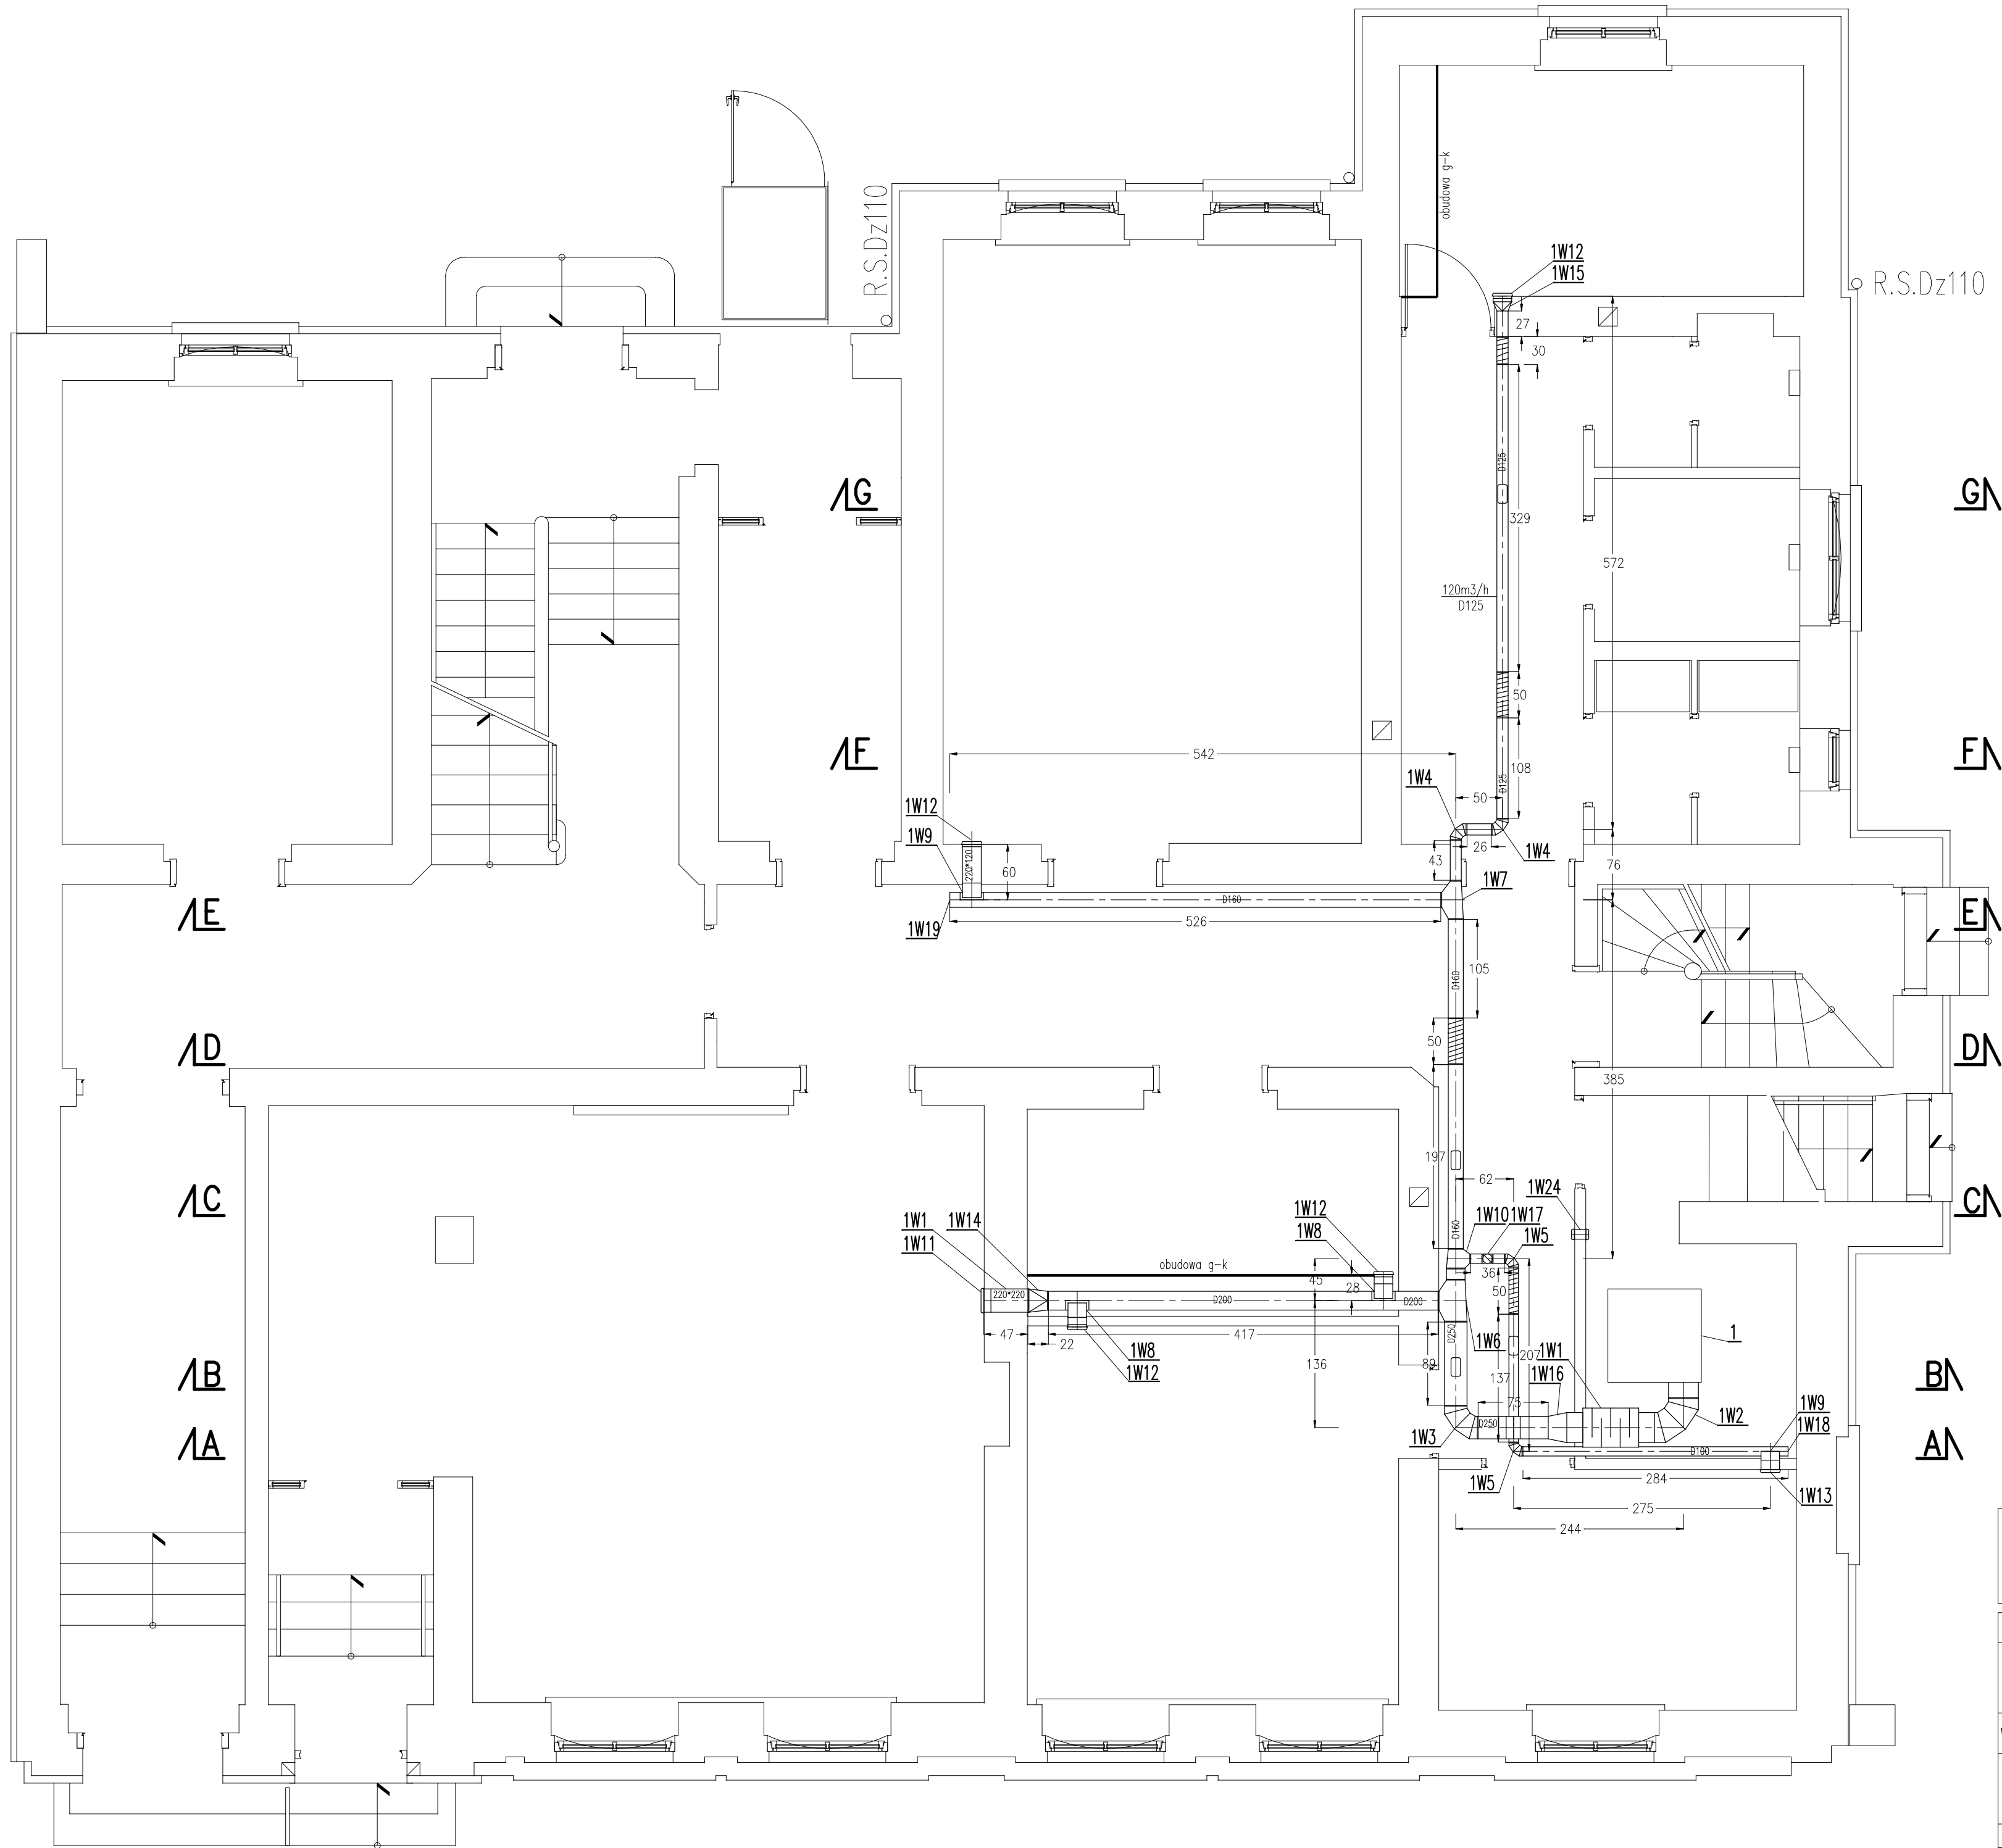 obudowa g-k
R.S.Dz110
1W12
1W15
R.S.Dz110
27
30
D125
G
G
329
572
120m3/h
D125
50
F
F
542
108
1W4
50
D125
1W12
1W9
220*120
60
43
26
1W4
76
1W7
E
D160
E
1W19
526
105
D160
50
D
D
385
197
62
C
1W24
C
1W12
1W10
1W17
1W1
1W14
1W8
1W5
1W11
D160
obudowa g-k
45
36
28
50
220*220
D200
D200
D250
1
47
22
417
1W6
136
89
207
1W1
1W8
1W12
137
1W16
B
B
75
1W9
1W2
1W18
1W3
D250
A
D100
A
284
1W5
1W13
275
244